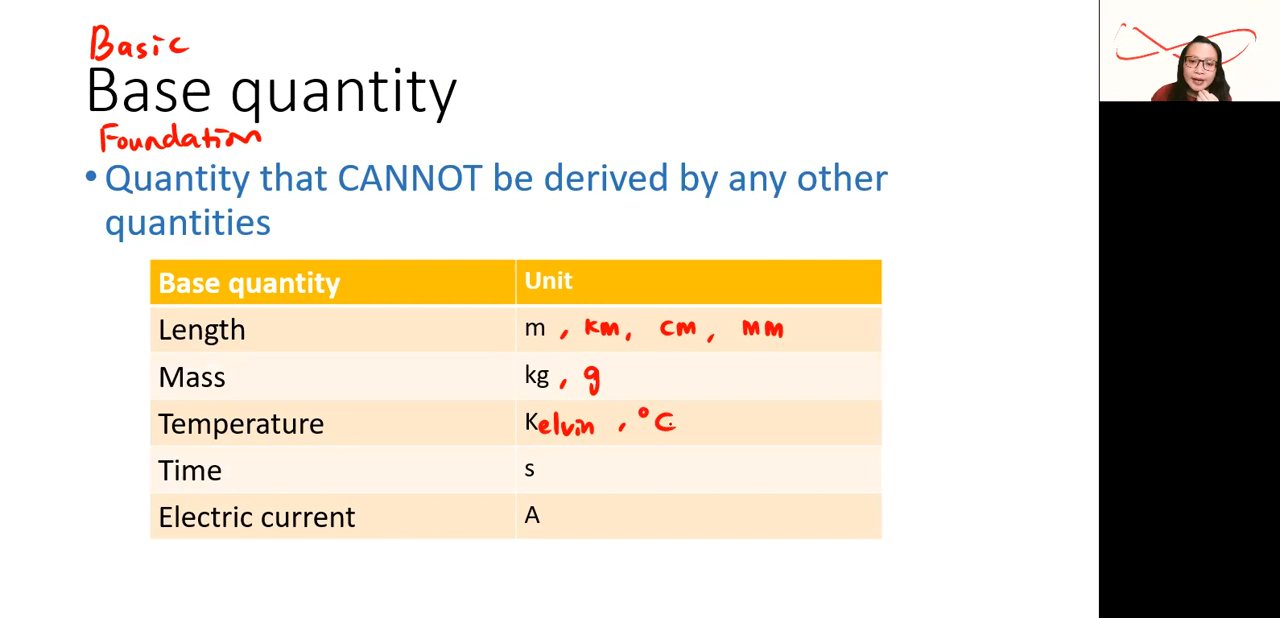 Basic
Base quantity
Foundation
• Quantity that CANNOT be derived by any other
quantities
Base quantity Unit
Length m , km, cm, mm
Mass kg , g
Temperature Kelvin , °C
Time s
Electric current A